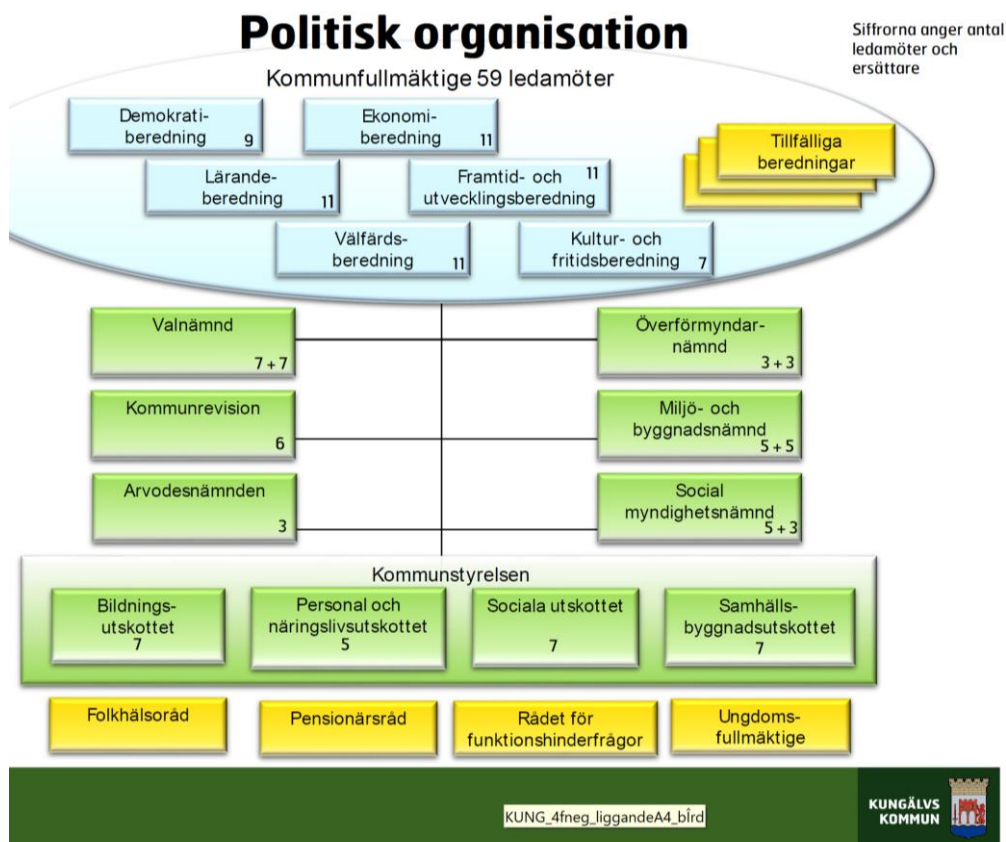 Politisk organisation
Siffrorna anger antal
ledamöter och
ersättare
Kommunfullmäktige 59 ledamöter
Demokrati-
beredning 9
Ekonomi-
beredning 11
Tillfälliga
beredningar
Lärande-
beredning 11
Framtid- och 11
utvecklingsberedning
Välfärds-
beredning 11
Kultur- och
fritidsberedning 7
Valnämnd
7 + 7
Överförmyndar-
nämnd
3 + 3
Kommunrevision
6
Miljö- och
byggnadsnämnd
5 + 5
Arvodesnämnden
3
Social
myndighetsnämnd
5 + 3
Kommunstyrelsen
Bildnings-
utskottet
7
Personal och
näringslivsutskottet
5
Sociala utskottet
7
Samhälls-
byggnadsutskottet
7
Folkhälsoråd
Pensionärsråd
Rådet för
funktionshinderfrågor
Ungdoms-
fullmäktige
KUNG_4fneg_liggandeA4_bÎrd
KUNGÄLVS
KOMMUN